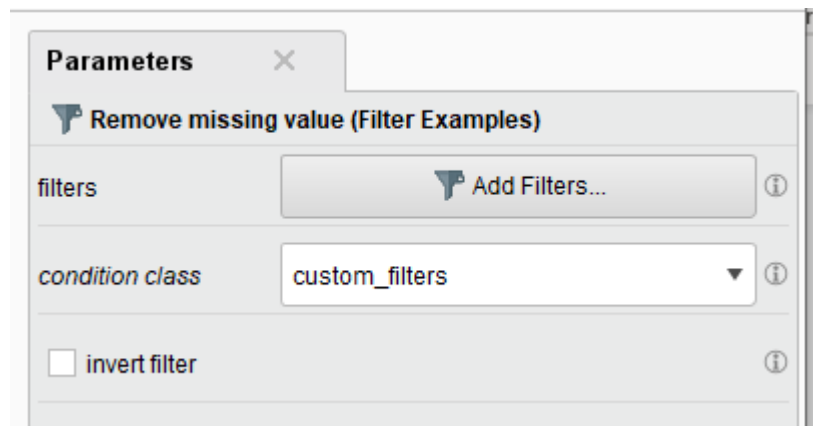 Parameters
Remove missing value (Filter Examples)
filters
Add Filters...
condition class
custom_filters
invert filter